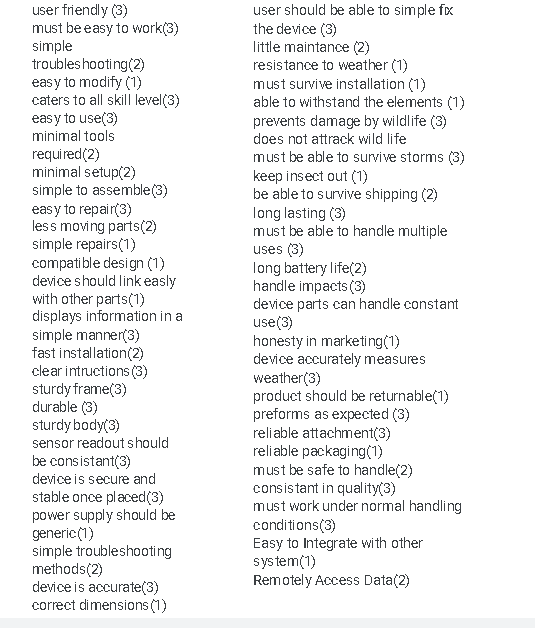 user friendly (3)
must be easy to work(3)
simple
troubleshooting(2)
easy to modify (1)
caters to all skill level(3)
easy to use(3)
minimal tools
required(2)
minimal setup(2)
simple to assemble(3)
easy to repair(3)
less moving parts(2)
simple repairs(1)
compatible design (1)
device should link easly
with other parts(1)
displays information in a
simple manner(3)
fast installation(2)
clear intructions(3)
sturdy frame(3)
durable (3)
sturdy body(3)
sensor readout should
be consistant(3)
device is secure and
stable once placed(3)
power supply should be
generic(1)
simple troubleshooting
methods(2)
device is accurate(3)
correct dimensions(1)
user should be able to simple fix
the device (3)
little maintance (2)
resistance to weather (1)
must survive installation (1)
able to withstand the elements (1)
prevents damage by wildlife (3)
does not attrack wild life
must be able to survive storms (3)
keep insect out (1)
be able to survive shipping (2)
long lasting (3)
must be able to handle multiple
uses (3)
long battery life(2)
handle impacts(3)
device parts can handle constant
use(3)
honesty in marketing(1)
device accurately measures
weather(3)
product should be returnable(1)
preforms as expected (3)
reliable attachment(3)
reliable packaging(1)
must be safe to handle(2)
consistant in quality(3)
must work under normal handling
conditions(3)
Easy to Integrate with other
system(1)
Remotely Access Data(2)